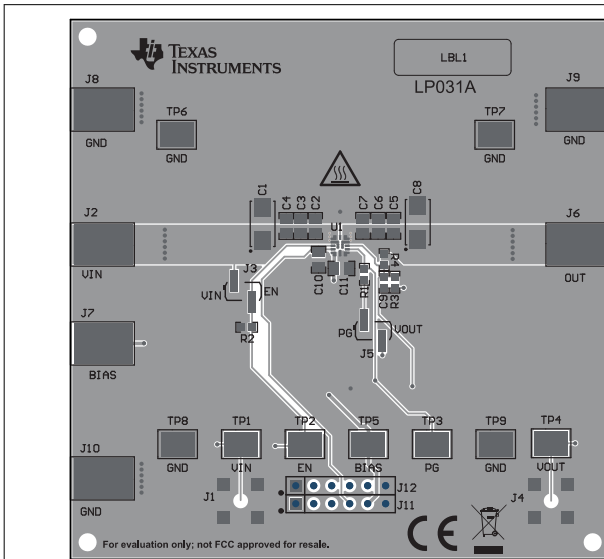 TEXAS
INSTRUMENTS
LBL1
LP031A
J8
GND
TP6
GND
TP7
GND
J9
GND
C1
C4
C3
C2
U1
C7
C6
C5
C8
J2
VIN
J6
OUT
J3
VIN
EN
R2
C10
C11
R1
R4
C9
R3
PG
VOUT
J5
J7
BIAS
TP8
GND
TP1
VIN
TP2
EN
TP5
BIAS
TP3
PG
TP9
GND
TP4
VOUT
J10
GND
J1
J12
J11
J4
For evaluation only; not FCC approved for resale.
CE